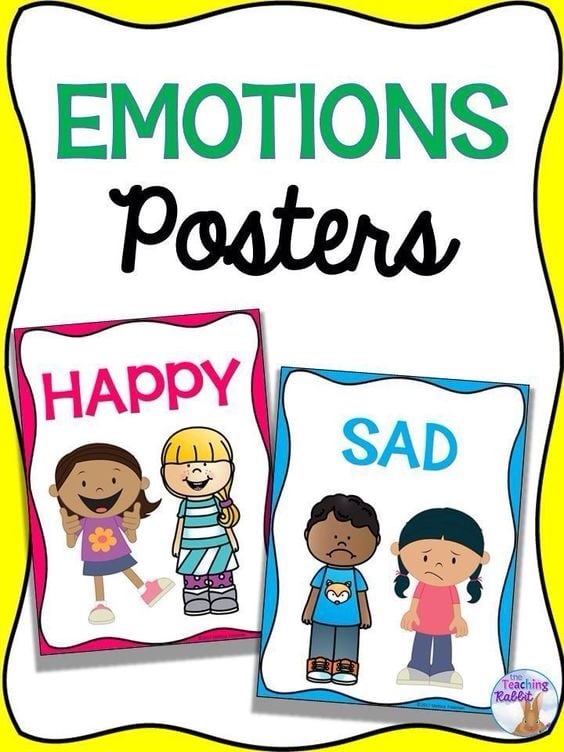 EMOTIONS
Posters
HAPPY
SAD
the
Teaching
Rabbit